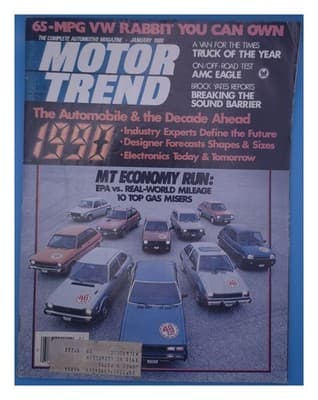 65-MPG VW RABBIT YOU CAN OWN
THE COMPLETE AUTOMOTIVE MAGAZINE - JANUARY 1980
MOTOR
TREND
A VAN FOR THE TIMES
TRUCK OF THE YEAR
ON/OFF-ROAD TEST
AMC EAGLE
BROCK YATES REPORTS
BREAKING THE
SOUND BARRIER
The Automobile & the Decade Ahead
1990
• Industry Experts Define the Future
• Designer Forecasts Shapes & Sizes
• Electronics Today & Tomorrow
MT ECONOMY RUN:
EPA vs. REAL-WORLD MILEAGE
10 TOP GAS MISERS